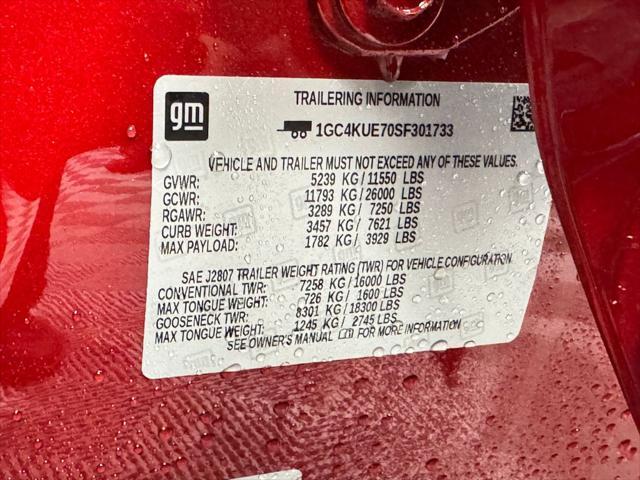 gm
TRAILERING INFORMATION
1GC4KUE70SF301733
VEHICLE AND TRAILER MUST NOT EXCEED ANY OF THESE VALUES.
GVWR: 5239 KG / 11550 LBS
GCWR: 11793 KG / 26000 LBS
RGAWR: 3289 KG / 7250 LBS
CURB WEIGHT: 3457 KG / 7621 LBS
MAX PAYLOAD: 1782 KG / 3929 LBS
SAE J2807 TRAILER WEIGHT RATING (TWR) FOR VEHICLE CONFIGURATION
CONVENTIONAL TWR: 7258 KG / 16000 LBS
MAX TONGUE WEIGHT: 726 KG / 1600 LBS
GOOSENECK TWR: 8301 KG / 18300 LBS
MAX TONGUE WEIGHT: 1245 KG / 2745 LBS
SEE OWNER'S MANUAL FOR MORE INFORMATION